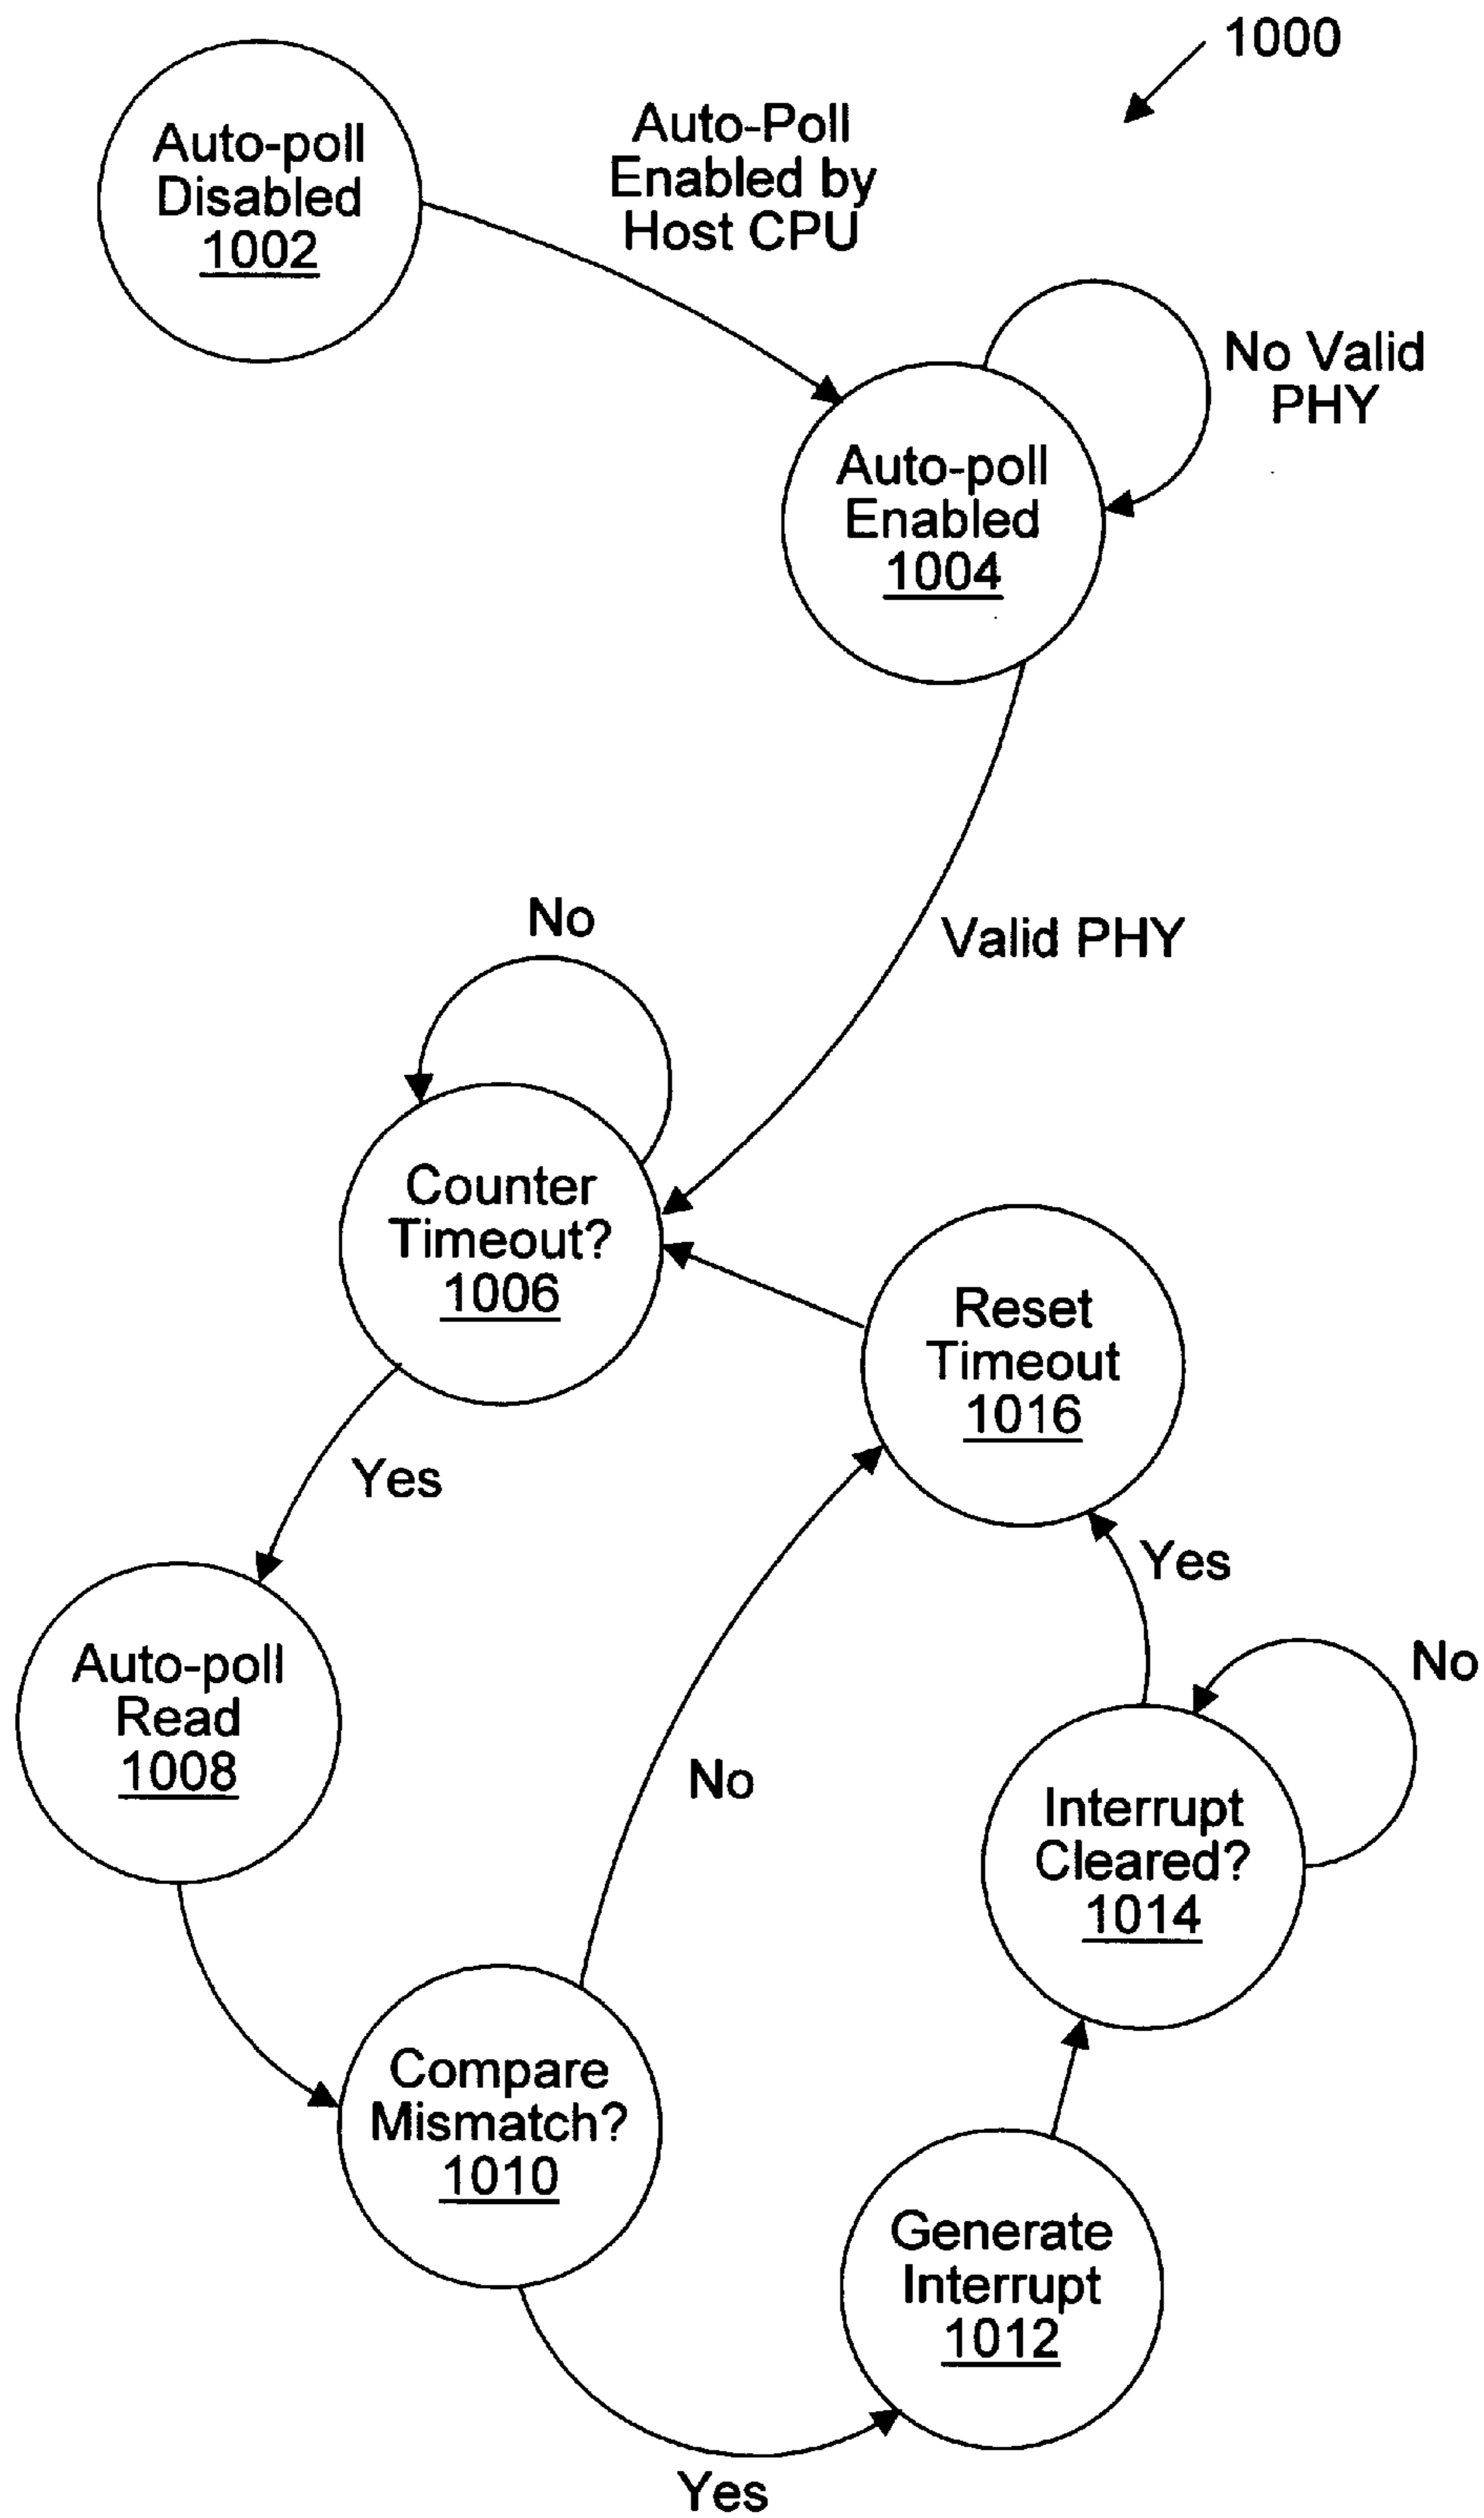 1000
Auto-poll
Disabled
1002
Auto-Poll
Enabled by
Host CPU
No Valid
PHY
Auto-poll
Enabled
1004
Valid PHY
No
Counter
Timeout?
1006
Reset
Timeout
1016
Yes
Yes
Auto-poll
Read
1008
No
No
Interrupt
Cleared?
1014
Compare
Mismatch?
1010
Generate
Interrupt
1012
Yes